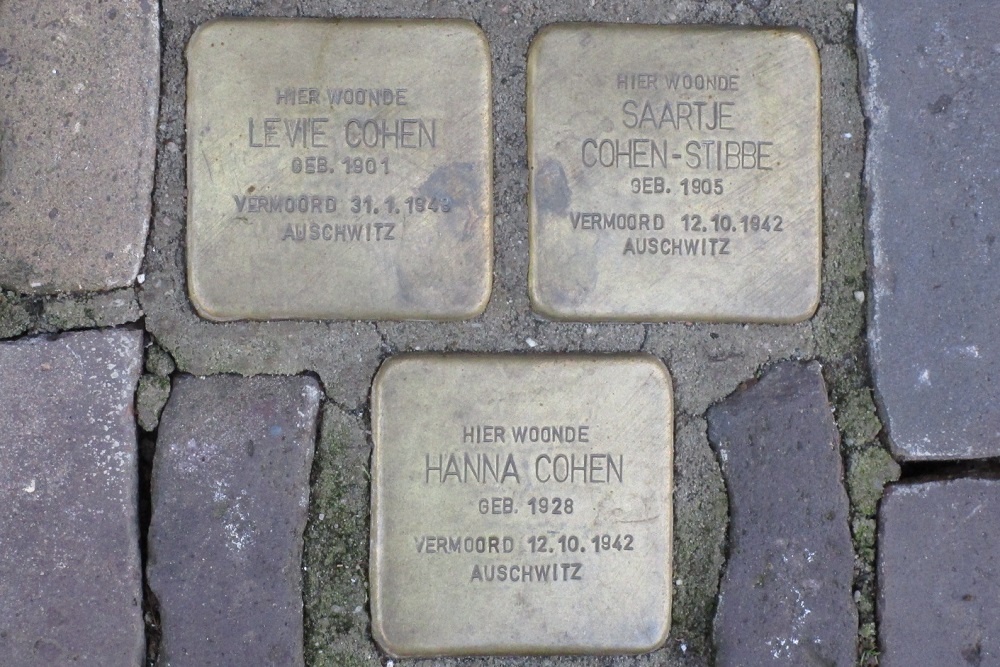 HIER WOONDE
LEVIE COHEN
GEB. 1901
VERMOORD 31.1.1943
AUSCHWITZ
HIER WOONDE
SAARTJE
COHEN-STIBBE
GEB. 1905
VERMOORD 12.10.1942
AUSCHWITZ
HIER WOONDE
HANNA COHEN
GEB. 1928
VERMOORD 12.10.1942
AUSCHWITZ